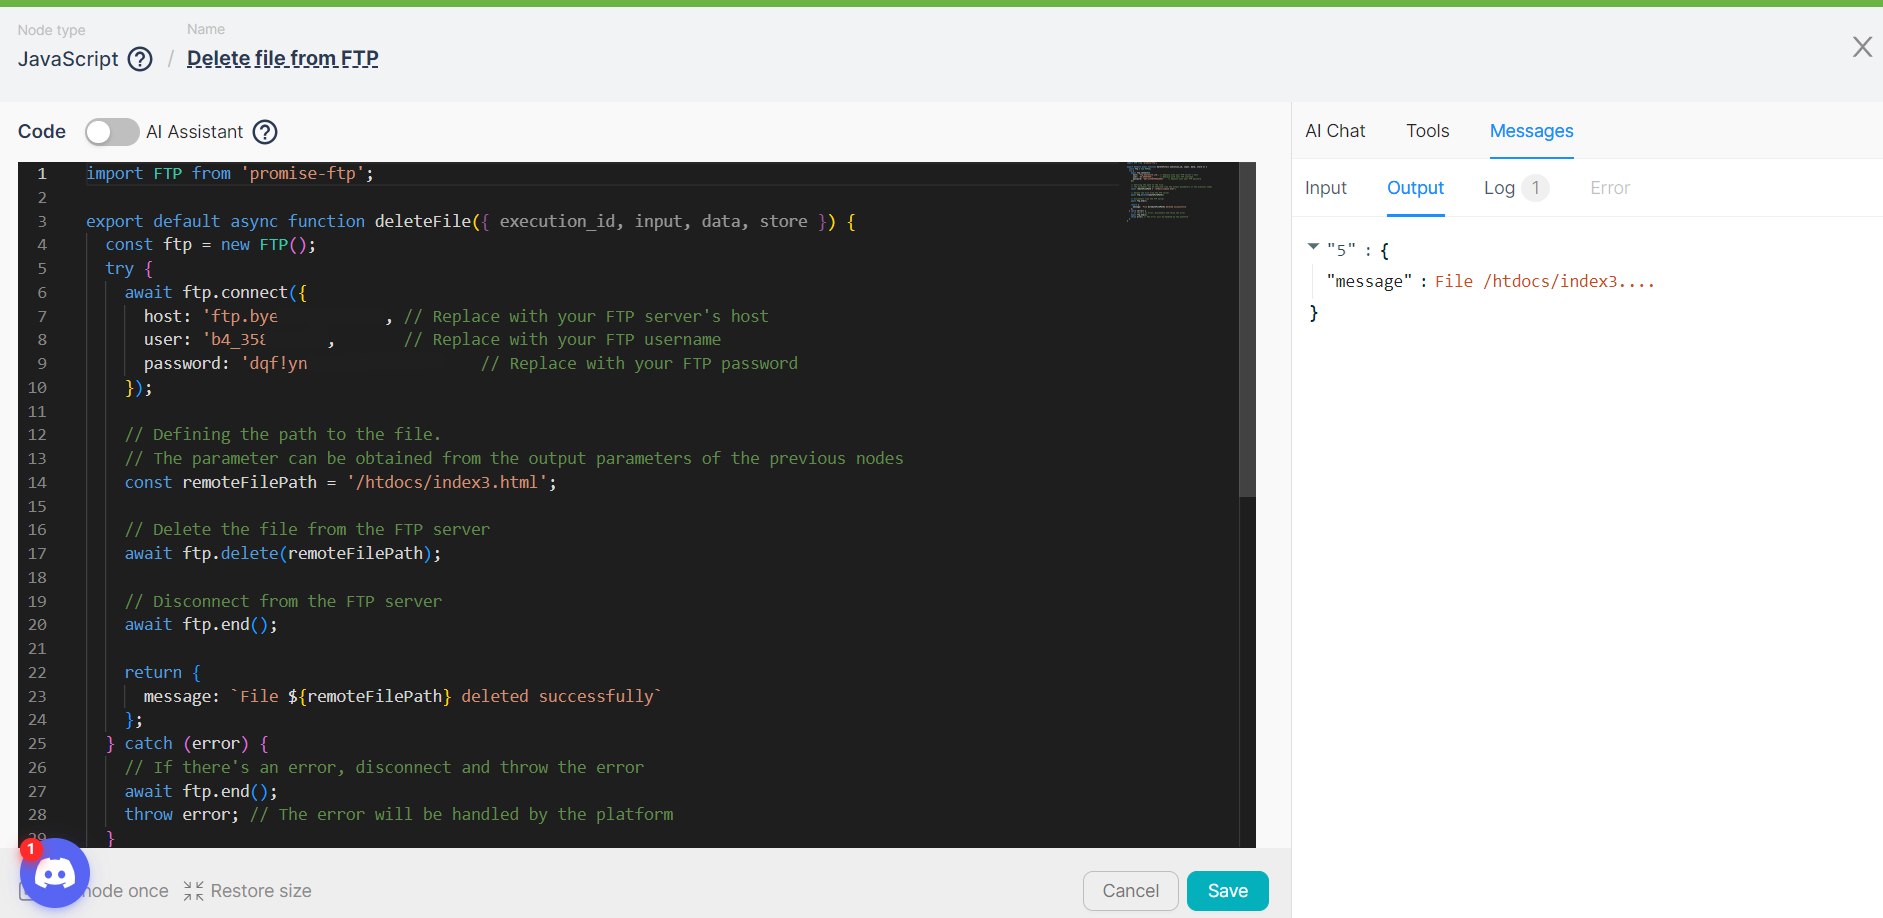 Node type
Name
JavaScript ? / Delete file from FTP
X
Code AI Assistant ?
AI Chat Tools Messages
Input Output Log 1 Error
1 import FTP from 'promise-ftp';
2
3 export default async function deleteFile({ execution_id, input, data, store }) {
4 const ftp = new FTP();
5 try {
6 await ftp.connect({
7 host: 'ftp.bye , // Replace with your FTP server's host
8 user: 'b4_358 , // Replace with your FTP username
9 password: 'dqf!yn // Replace with your FTP password
10 });
11
12 // Defining the path to the file.
13 // The parameter can be obtained from the output parameters of the previous nodes
14 const remoteFilePath = '/htdocs/index3.html';
15
16 // Delete the file from the FTP server
17 await ftp.delete(remoteFilePath);
18
19 // Disconnect from the FTP server
20 await ftp.end();
21
22 return {
23 message: `File ${remoteFilePath} deleted successfully`
24 };
25 } catch (error) {
26 // If there's an error, disconnect and throw the error
27 await ftp.end();
28 throw error; // The error will be handled by the platform
29 }
"5" : {
"message" : File /htdocs/index3....
}
1
node once Restore size
Cancel Save